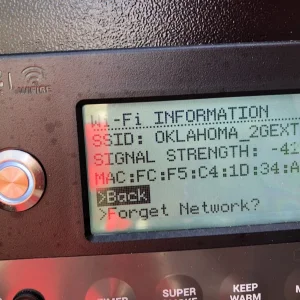 WiFIRE
Wi-Fi INFORMATION
SSID: OKLAHOMA_2GEXT
SIGNAL STRENGTH: -41
MAC:FC:F5:C4:1D:34:A
>Back
>Forget Network?
SUPER
KEEP
WARM